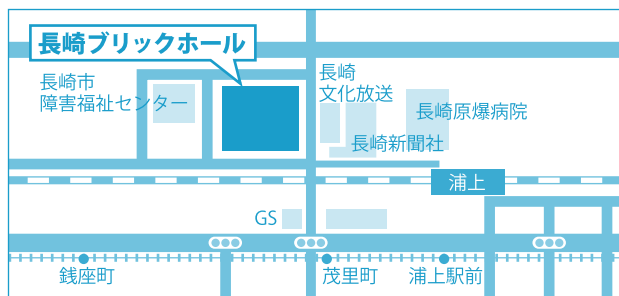 長崎ブリックホール
長崎市
障害福祉センター
長崎
文化放送
長崎原爆病院
長崎新聞社
浦上
GS
銭座町
茂里町
浦上駅前